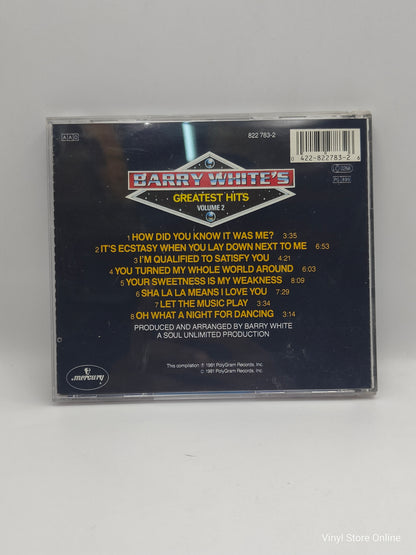 AAD
822 783-2
0 422-822783-2 6
BARRY WHITE'S
GREATEST HITS
VOLUME 2
1 HOW DID YOU KNOW IT WAS ME? 3:35
2 IT'S ECSTASY WHEN YOU LAY DOWN NEXT TO ME 6:53
3 I'M QUALIFIED TO SATISFY YOU 4:21
4 YOU TURNED MY WHOLE WORLD AROUND 6:03
5 YOUR SWEETNESS IS MY WEAKNESS 8:09
6 SHA LA LA MEANS I LOVE YOU 7:29
7 LET THE MUSIC PLAY 3:34
8 OH WHAT A NIGHT FOR DANCING 3:14
PRODUCED AND ARRANGED BY BARRY WHITE
A SOUL UNLIMITED PRODUCTION
mercury
This compilation ℗ 1981 PolyGram Records, Inc.
© 1981 PolyGram Records, Inc.
Vinyl Store Online